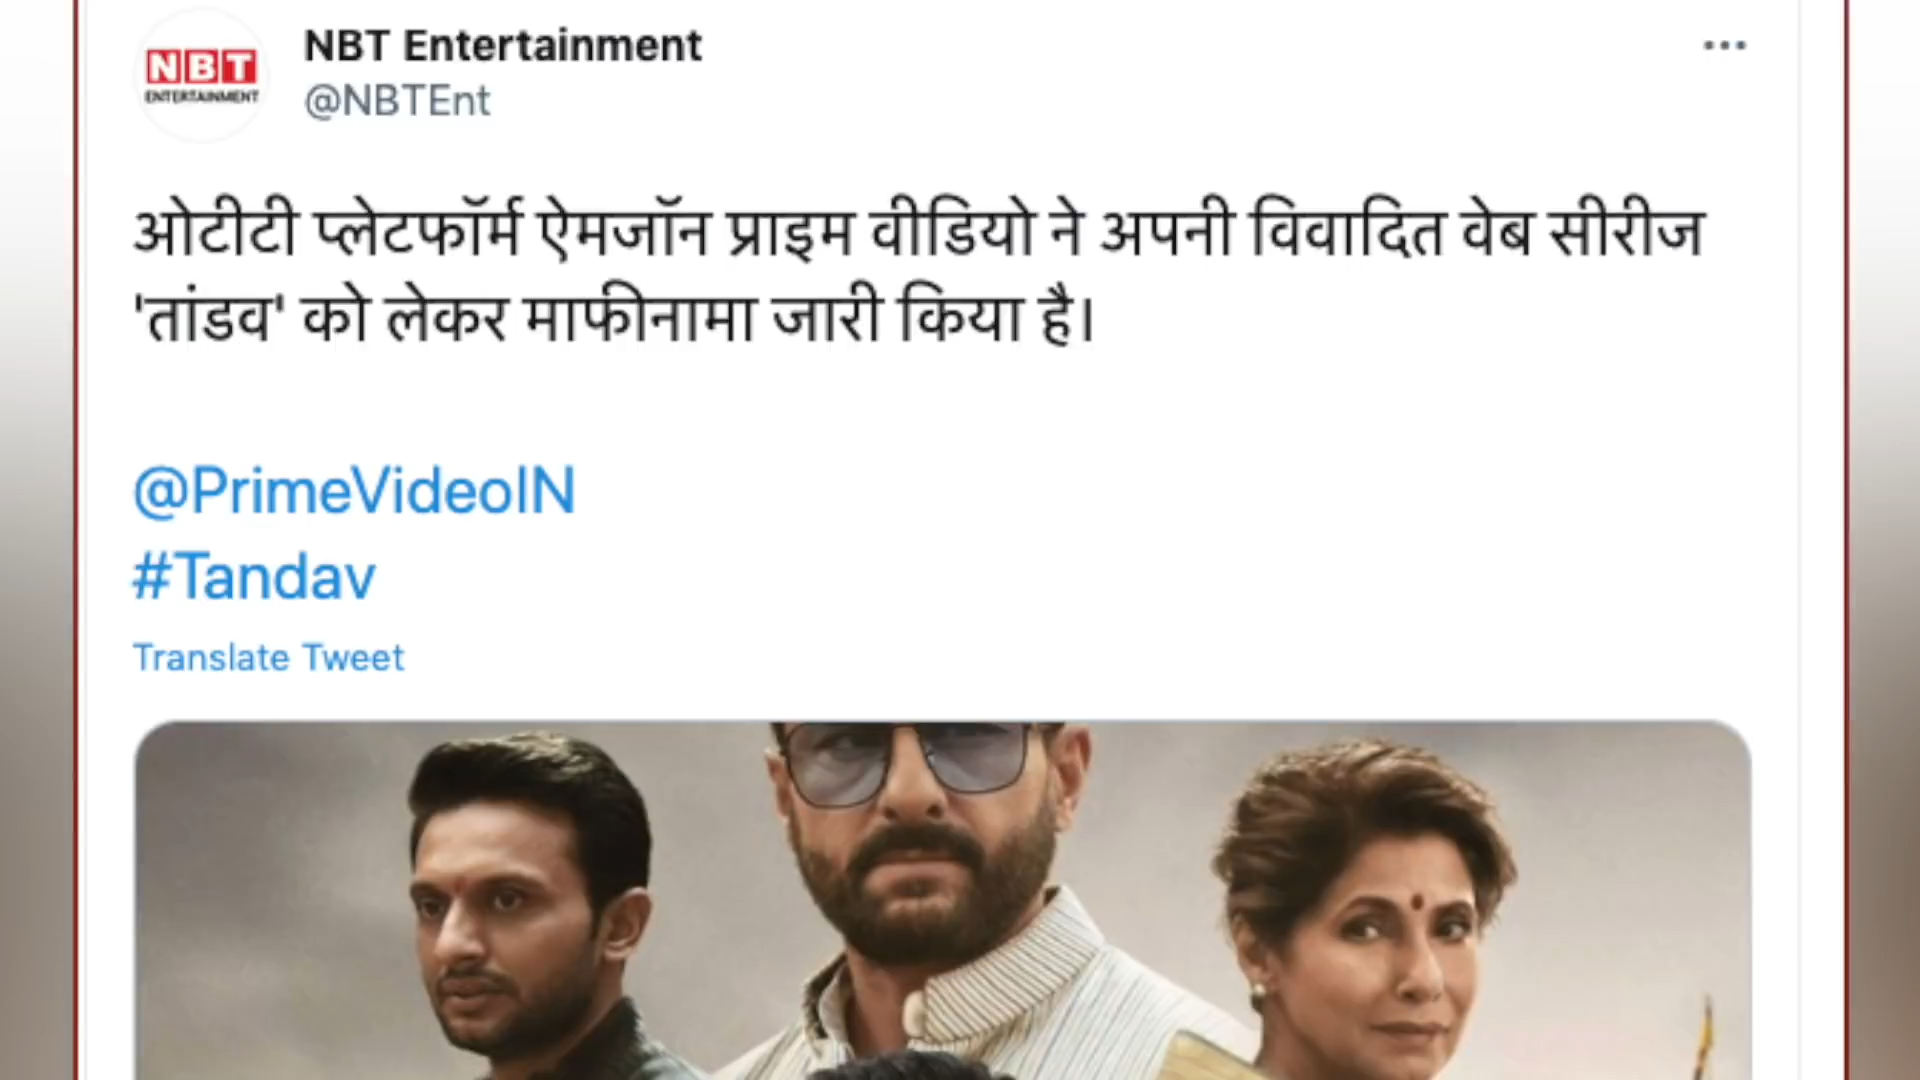 NBT
ENTERTAINMENT
NBT Entertainment
@NBTEnt
ओटीटी प्लेटफॉर्म ऐमजॉन प्राइम वीडियो ने अपनी विवादित वेब सीरीज
'तांडव' को लेकर माफीनामा जारी किया है।
@PrimeVideoIN
#Tandav
Translate Tweet